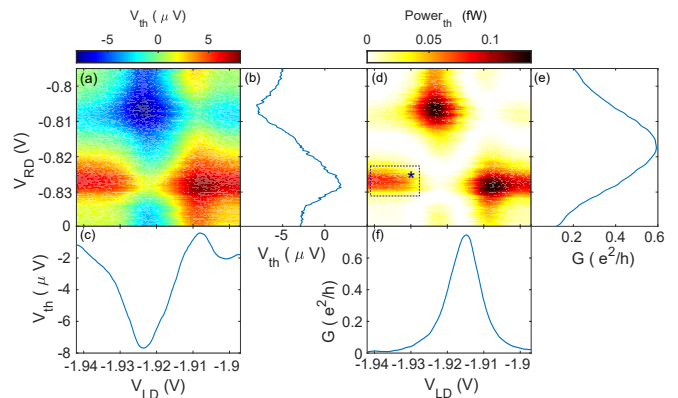 V_th ( μ V)
-5 0 5
Power_th (fW)
0 0.05 0.1
(a)
(b)
(d)
(e)
V_RD (V)
-0.8
-0.81
-0.82
-0.83
0
*
-5 0
V_th ( μ V)
0.2 0.6
G ( e²/h)
(c)
(f)
V_th ( μ V)
-2
-4
-6
-8
G ( e²/h)
0.6
0.4
0.2
0
-1.94 -1.93 -1.92 -1.91 -1.9
V_LD (V)
-1.94 -1.93 -1.92 -1.91 -1.9
V_LD (V)